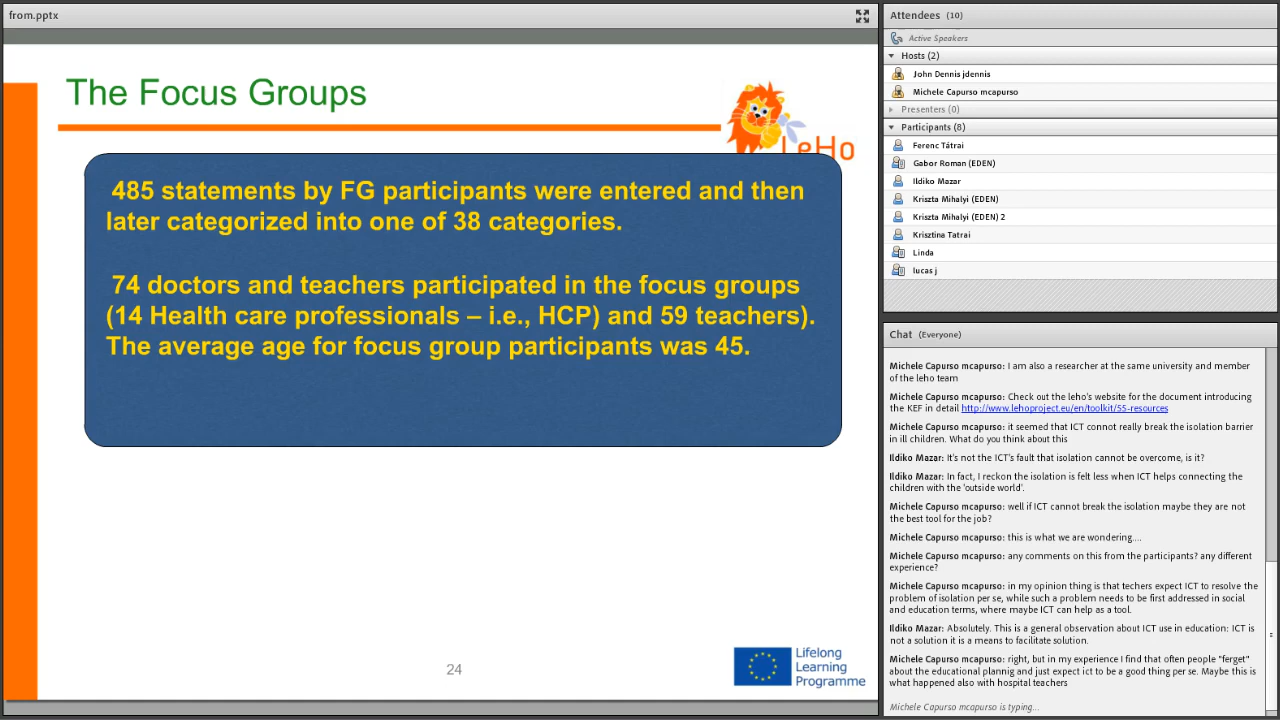 from.pptx
The Focus Groups
LeHo
485 statements by FG participants were entered and then
later categorized into one of 38 categories.
74 doctors and teachers participated in the focus groups
(14 Health care professionals – i.e., HCP) and 59 teachers).
The average age for focus group participants was 45.
24
Lifelong
Learning
Programme
Attendees (10)
Active Speakers
Hosts (2)
John Dennis jdennis
Michele Capurso mcapurso
Presenters (0)
Participants (8)
Ferenc Tátrai
Gabor Roman (EDEN)
Ildiko Mazar
Kriszta Mihalyi (EDEN)
Kriszta Mihalyi (EDEN) 2
Krisztina Tatrai
Linda
lucas j
Chat (Everyone)
Michele Capurso mcapurso: I am also a researcher at the same university and member
of the leho team
Michele Capurso mcapurso: Check out the leho's website for the document introducing
the KEF in detail http://www.lehoproject.eu/en/toolkit/55-resources
Michele Capurso mcapurso: it seemed that ICT cannot really break the isolation barrier
in ill children. What do you think about this
Ildiko Mazar: It's not the ICT's fault that isolation cannot be overcome, is it?
Ildiko Mazar: In fact, I reckon the isolation is felt less when ICT helps connecting the
children with the 'outside world'.
Michele Capurso mcapurso: well if ICT cannot break the isolation maybe they are not
the best tool for the job?
Michele Capurso mcapurso: this is what we are wondering....
Michele Capurso mcapurso: any comments on this from the participants? any different
experience?
Michele Capurso mcapurso: in my opinion thing is that techers expect ICT to resolve the
problem of isolation per se, while such a problem needs to be first addressed in social
and education terms, where maybe ICT can help as a tool.
Ildiko Mazar: Absolutely. This is a general observation about ICT use in education: ICT is
not a solution it is a means to facilitate solution.
Michele Capurso mcapurso: right, but in my experience I find that often people "ferget"
about the educational plannig and just expect ict to be a good thing per se. Maybe this is
what happened also with hospital teachers
Michele Capurso mcapurso is typing...